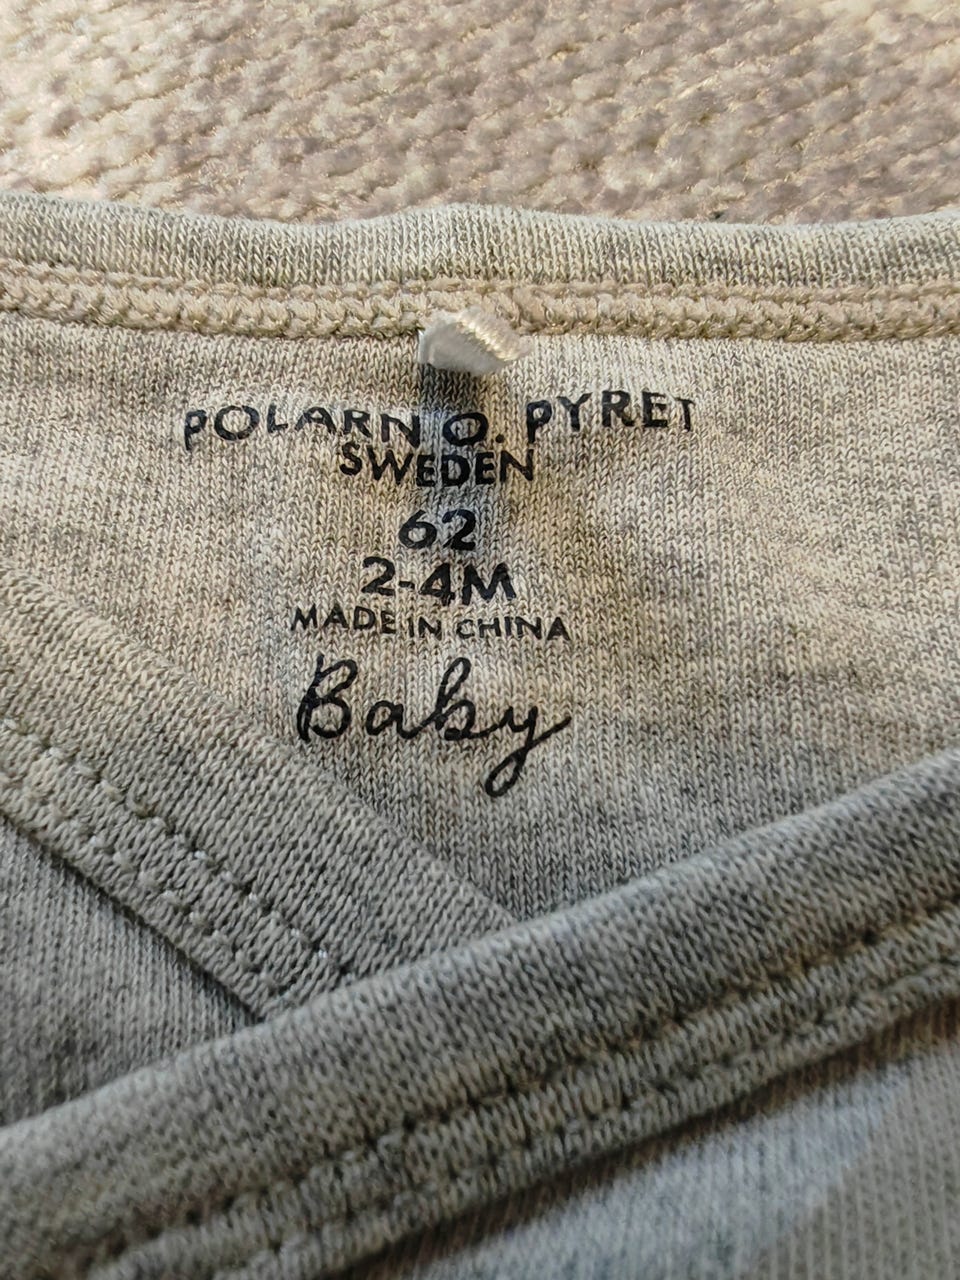 POLARN O. PYRET
SWEDEN
62
2-4M
MADE IN CHINA
Baby